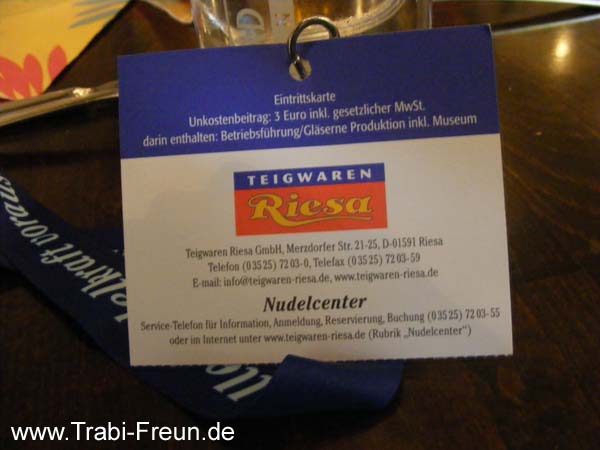 Eintrittskarte
Unkostenbeitrag: 3 Euro inkl. gesetzlicher MwSt.
darin enthalten: Betriebsführung/Gläserne Produktion inkl. Museum
TEIGWAREN
Riesa
Teigwaren Riesa GmbH, Merzdorfer Str. 21-25, D-01591 Riesa
Telefon (0 35 25) 72 03-0, Telefax (0 35 25) 72 03-59
E-mail: info@teigwaren-riesa.de, www.teigwaren-riesa.de
Nudelcenter
Service-Telefon für Information, Anmeldung, Reservierung, Buchung (0 35 25) 72 03-55
oder im Internet unter www.teigwaren-riesa.de (Rubrik „Nudelcenter")
voraus
www.Trabi-Freun.de